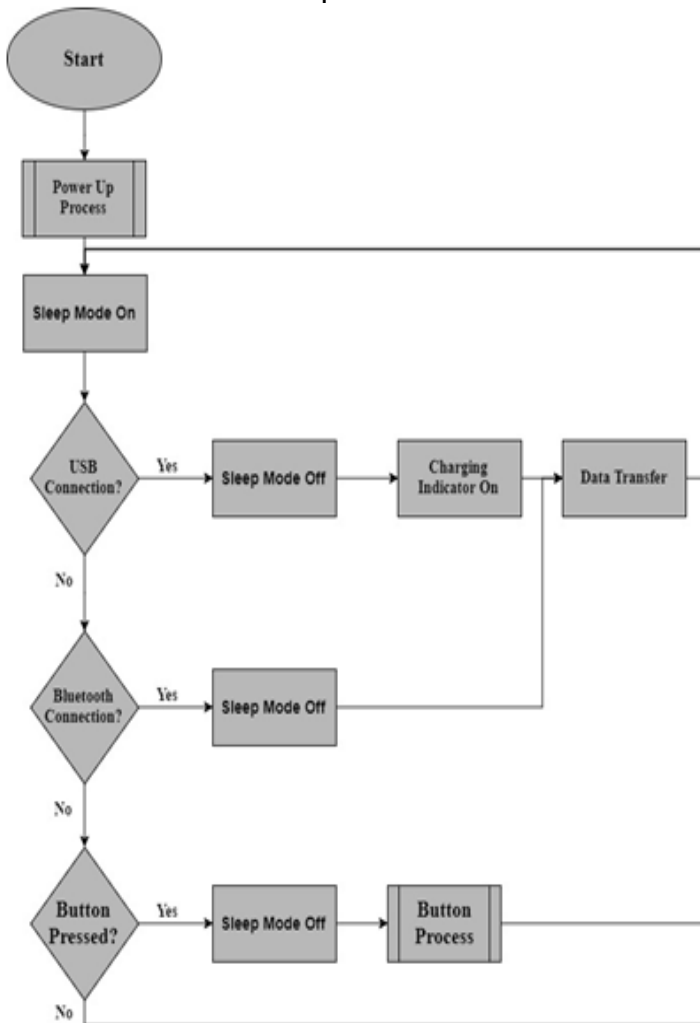 Start
Power Up
Process
Sleep Mode On
USB
Connection?
Yes
Sleep Mode Off
Charging
Indicator On
Data Transfer
No
Bluetooth
Connection?
Yes
Sleep Mode Off
No
Button
Pressed?
Yes
Sleep Mode Off
Button
Process
No